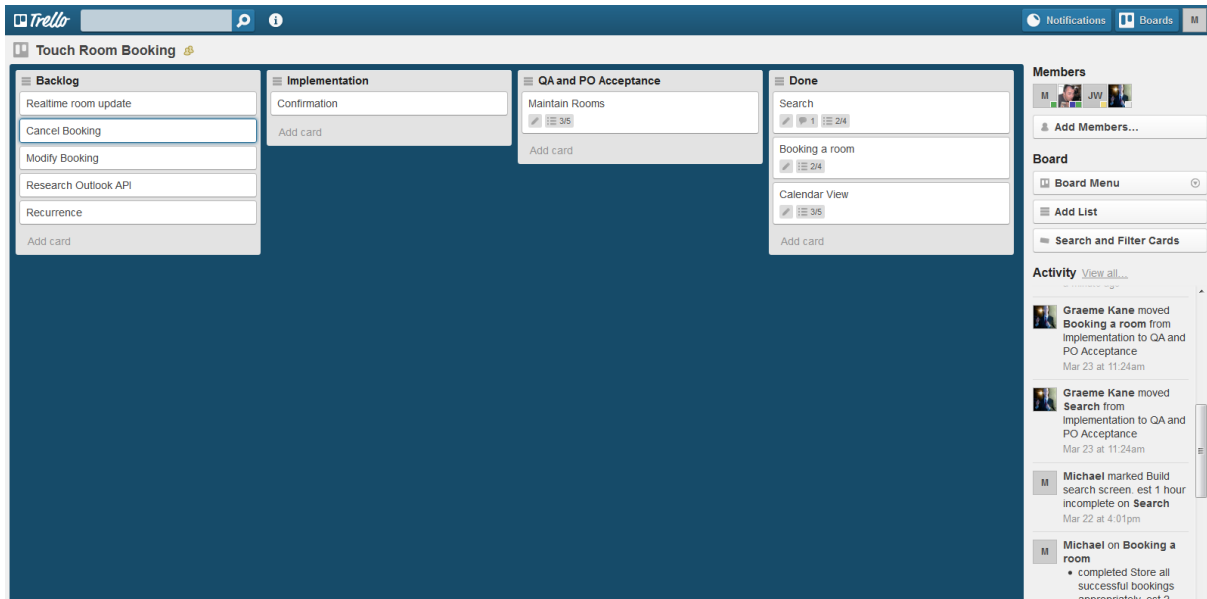 Trello
Notifications
Boards
M
Touch Room Booking
Backlog
Realtime room update
Cancel Booking
Modify Booking
Research Outlook API
Recurrence
Add card
Implementation
Confirmation
Add card
QA and PO Acceptance
Maintain Rooms
3/5
Add card
Done
Search
1 2/4
Booking a room
2/4
Calendar View
3/5
Add card
Members
M JW
Add Members...
Board
Board Menu
Add List
Search and Filter Cards
Activity View all...
Graeme Kane moved
Booking a room from
Implementation to QA and
PO Acceptance
Mar 23 at 11:24am
Graeme Kane moved
Search from
Implementation to QA and
PO Acceptance
Mar 23 at 11:24am
M
Michael marked Build
search screen. est 1 hour
incomplete on Search
Mar 22 at 4:01pm
M
Michael on Booking a
room
• completed Store all
successful bookings